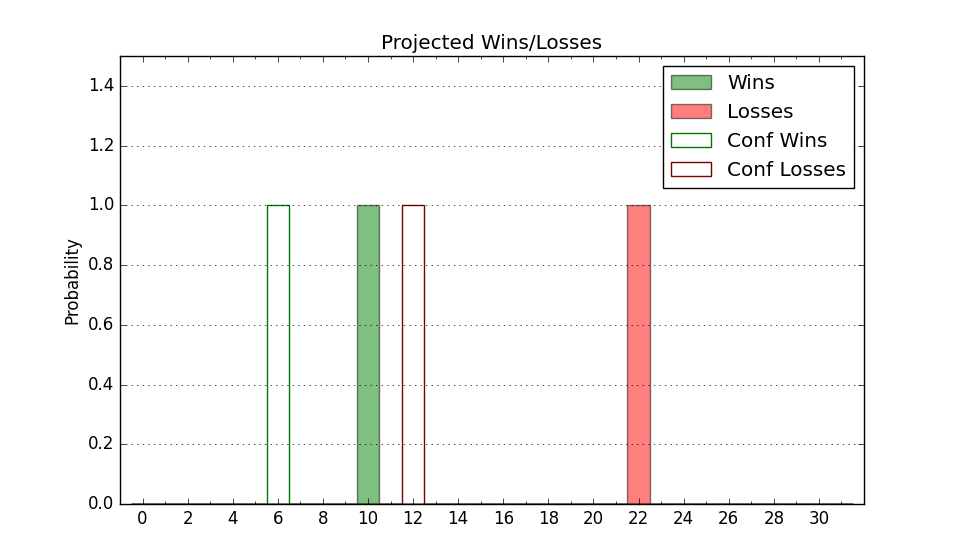 Projected Wins/Losses
Wins
Losses
Conf Wins
Conf Losses
Probability
1.4
1.2
1.0
0.8
0.6
0.4
0.2
0.0
0 2 4 6 8 10 12 14 16 18 20 22 24 26 28 30